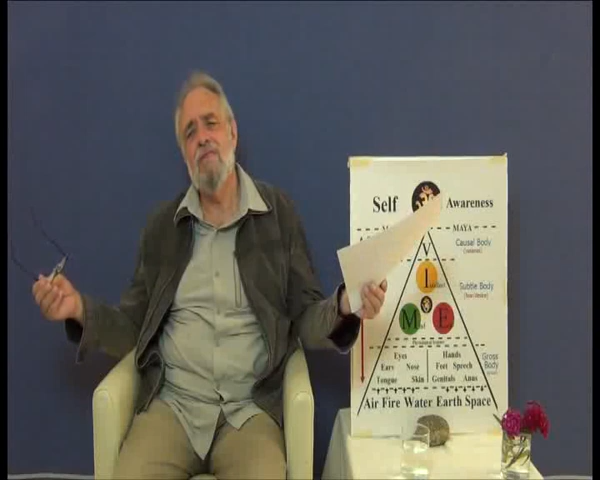 Self Awareness
MAYA
Causal Body
V
I
Subtle Body
M E
Eyes Hands
Ears Nose Feet Speech
Tongue Skin Genitals Anus
Gross Body
Air Fire Water Earth Space